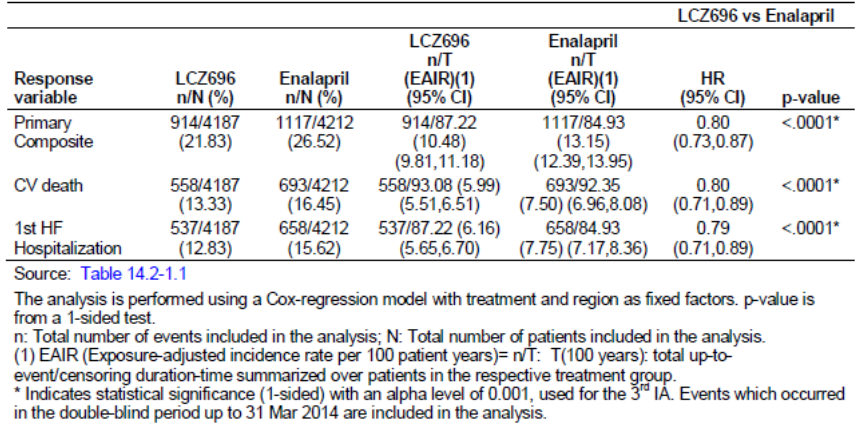 LCZ696 vs Enalapril
LCZ696 Enalapril
n/T n/T
Response LCZ696 Enalapril (EAIR)(1) (EAIR)(1) HR
variable n/N (%) n/N (%) (95% CI) (95% CI) (95% CI) p-value
Primary 914/4187 1117/4212 914/87.22 1117/84.93 0.80 <.0001*
Composite (21.83) (26.52) (10.48) (13.15) (0.73,0.87)
(9.81,11.18) (12.39,13.95)
CV death 558/4187 693/4212 558/93.08 (5.99) 693/92.35 0.80 <.0001*
(13.33) (16.45) (5.51,6.51) (7.50) (6.96,8.08) (0.71,0.89)
1st HF 537/4187 658/4212 537/87.22 (6.16) 658/84.93 0.79 <.0001*
Hospitalization (12.83) (15.62) (5.65,6.70) (7.75) (7.17,8.36) (0.71,0.89)
Source: Table 14.2-1.1
The analysis is performed using a Cox-regression model with treatment and region as fixed factors. p-value is
from a 1-sided test.
n: Total number of events included in the analysis; N: Total number of patients included in the analysis.
(1) EAIR (Exposure-adjusted incidence rate per 100 patient years)= n/T: T(100 years): total up-to-
event/censoring duration-time summarized over patients in the respective treatment group.
* Indicates statistical significance (1-sided) with an alpha level of 0.001, used for the 3rd IA. Events which occurred
in the double-blind period up to 31 Mar 2014 are included in the analysis.